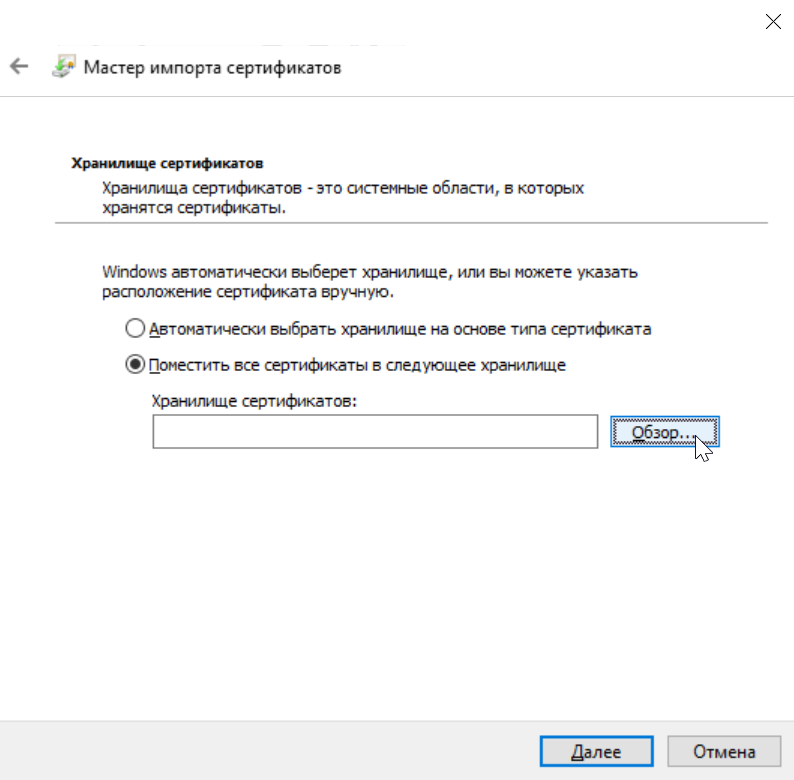 Мастер импорта сертификатов
Хранилище сертификатов
Хранилища сертификатов - это системные области, в которых
хранятся сертификаты.
Windows автоматически выберет хранилище, или вы можете указать
расположение сертификата вручную.
Автоматически выбрать хранилище на основе типа сертификата
Поместить все сертификаты в следующее хранилище
Хранилище сертификатов:
Обзор...
Далее
Отмена